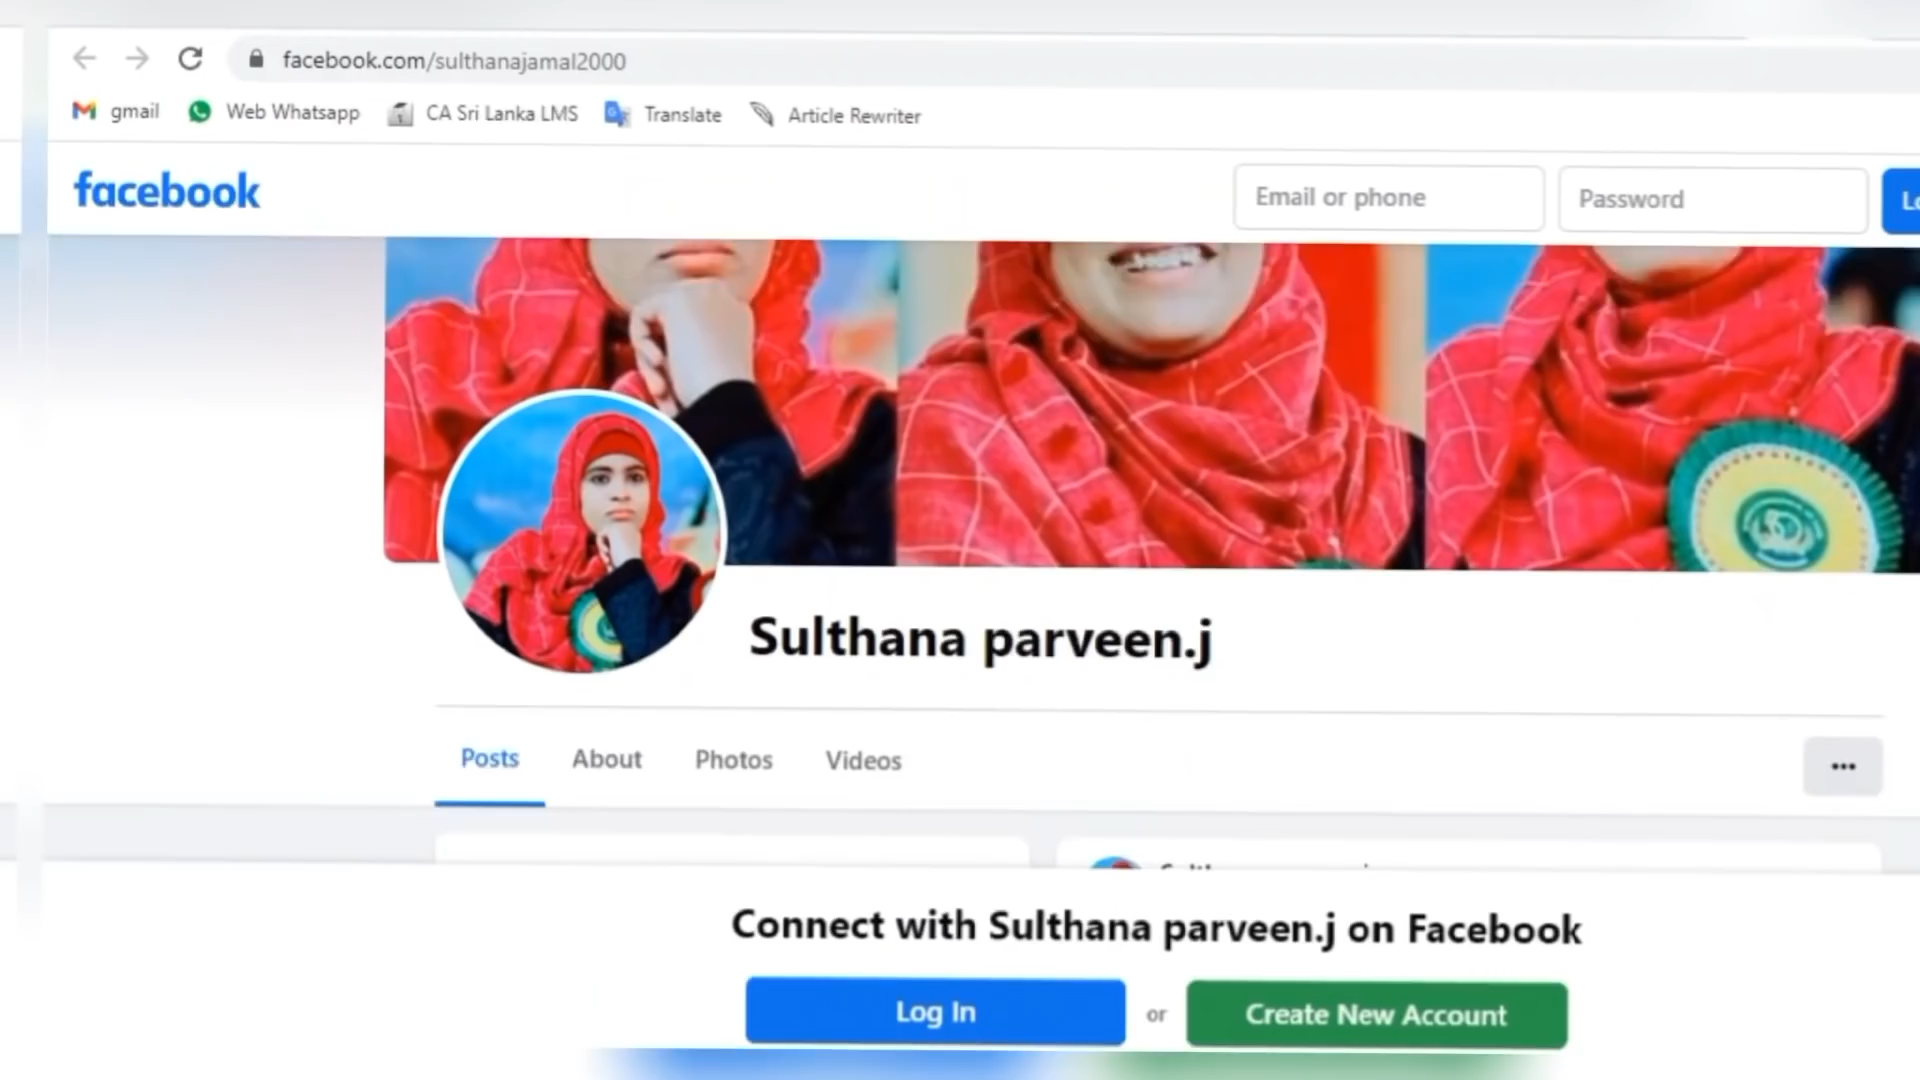 facebook.com/sulthanajamal2000
gmail Web Whatsapp CA Sri Lanka LMS Translate Article Rewriter
facebook
Email or phone Password
Sulthana parveen.j
Posts About Photos Videos
Connect with Sulthana parveen.j on Facebook
Log In or Create New Account